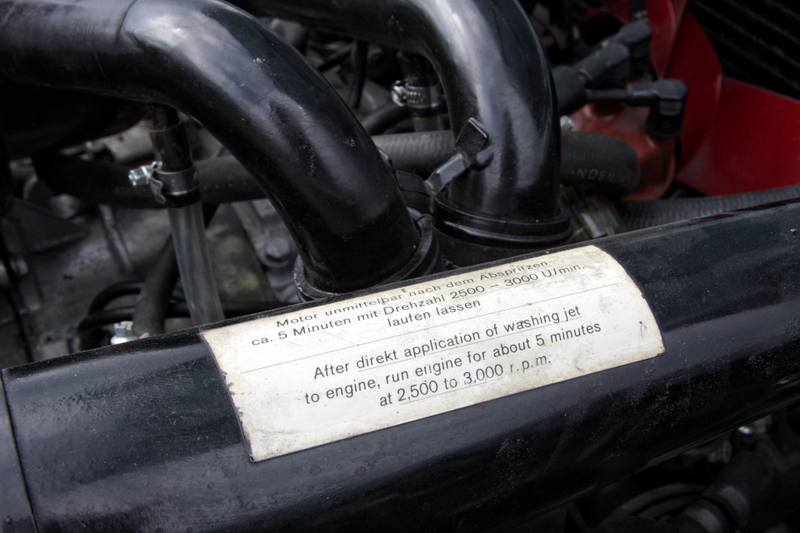 Motor unmittelbar nach dem Abspritzen
ca. 5 Minuten mit Drehzahl 2500 – 3000 U/min.
laufen lassen
After direkt application of washing jet
to engine, run engine for about 5 minutes
at 2,500 to 3,000 r.p.m.